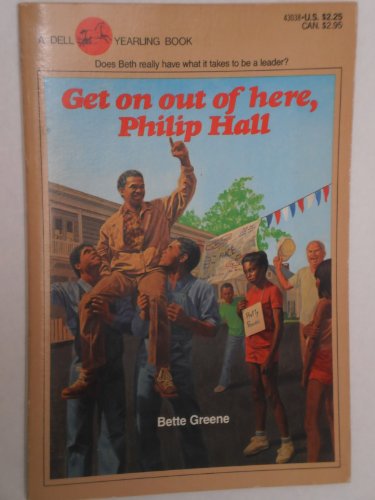 A DELL YEARLING BOOK
43038-U.S. $2.25
CAN. $2.95
Does Beth really have what it takes to be a leader?
Get on out of here,
Philip Hall
Bette Greene